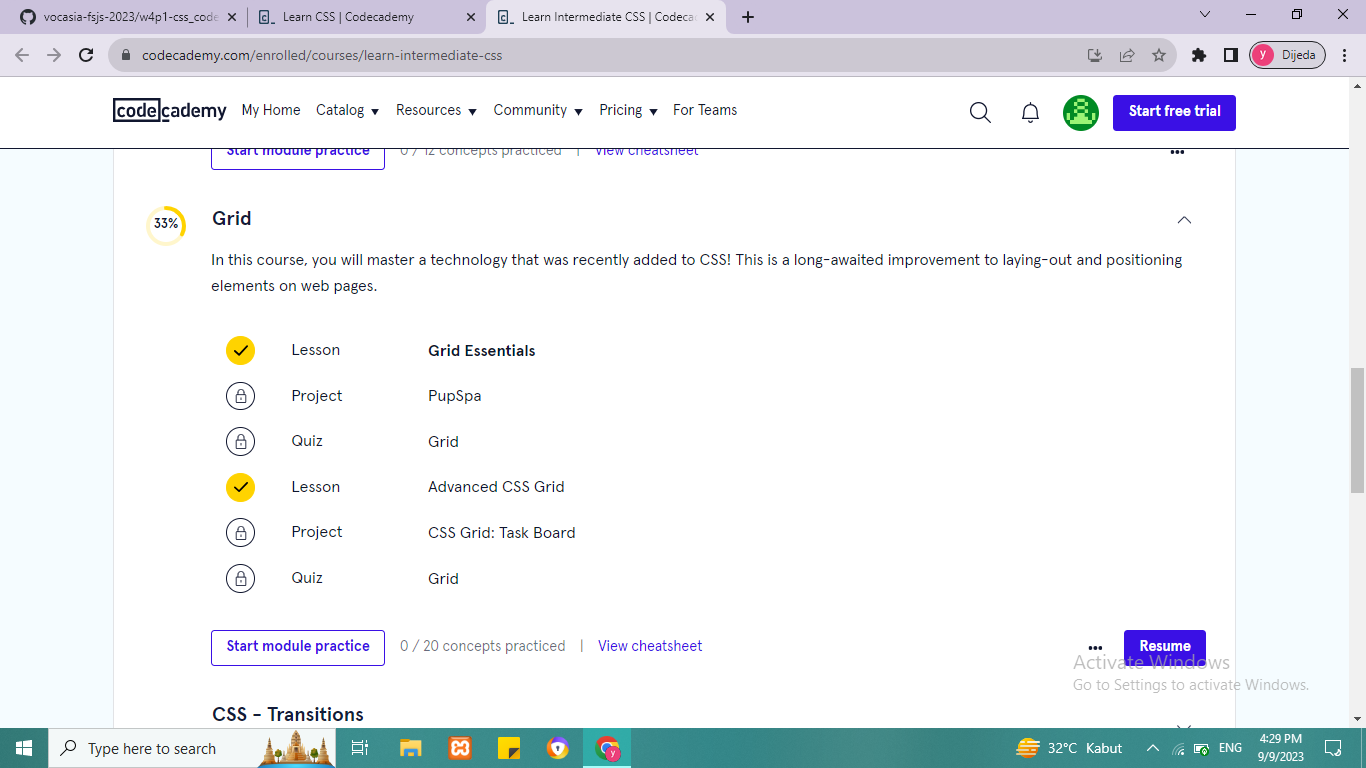 vocasia-fsjs-2023/w4p1-css_code
Learn CSS | Codecademy
Learn Intermediate CSS | Codeca
codecademy.com/enrolled/courses/learn-intermediate-css
y
Dijeda
codecademy
My Home
Catalog
Resources
Community
Pricing
For Teams
Start free trial
Start module practice
0 / 12 concepts practiced
|
View cheatsheet
33%
Grid
In this course, you will master a technology that was recently added to CSS! This is a long-awaited improvement to laying-out and positioning
elements on web pages.
Lesson Grid Essentials
Project PupSpa
Quiz Grid
Lesson Advanced CSS Grid
Project CSS Grid: Task Board
Quiz Grid
Start module practice
0 / 20 concepts practiced
|
View cheatsheet
Resume
Activate Windows
Go to Settings to activate Windows.
CSS - Transitions
Type here to search
y
32°C Kabut
ENG
4:29 PM
9/9/2023